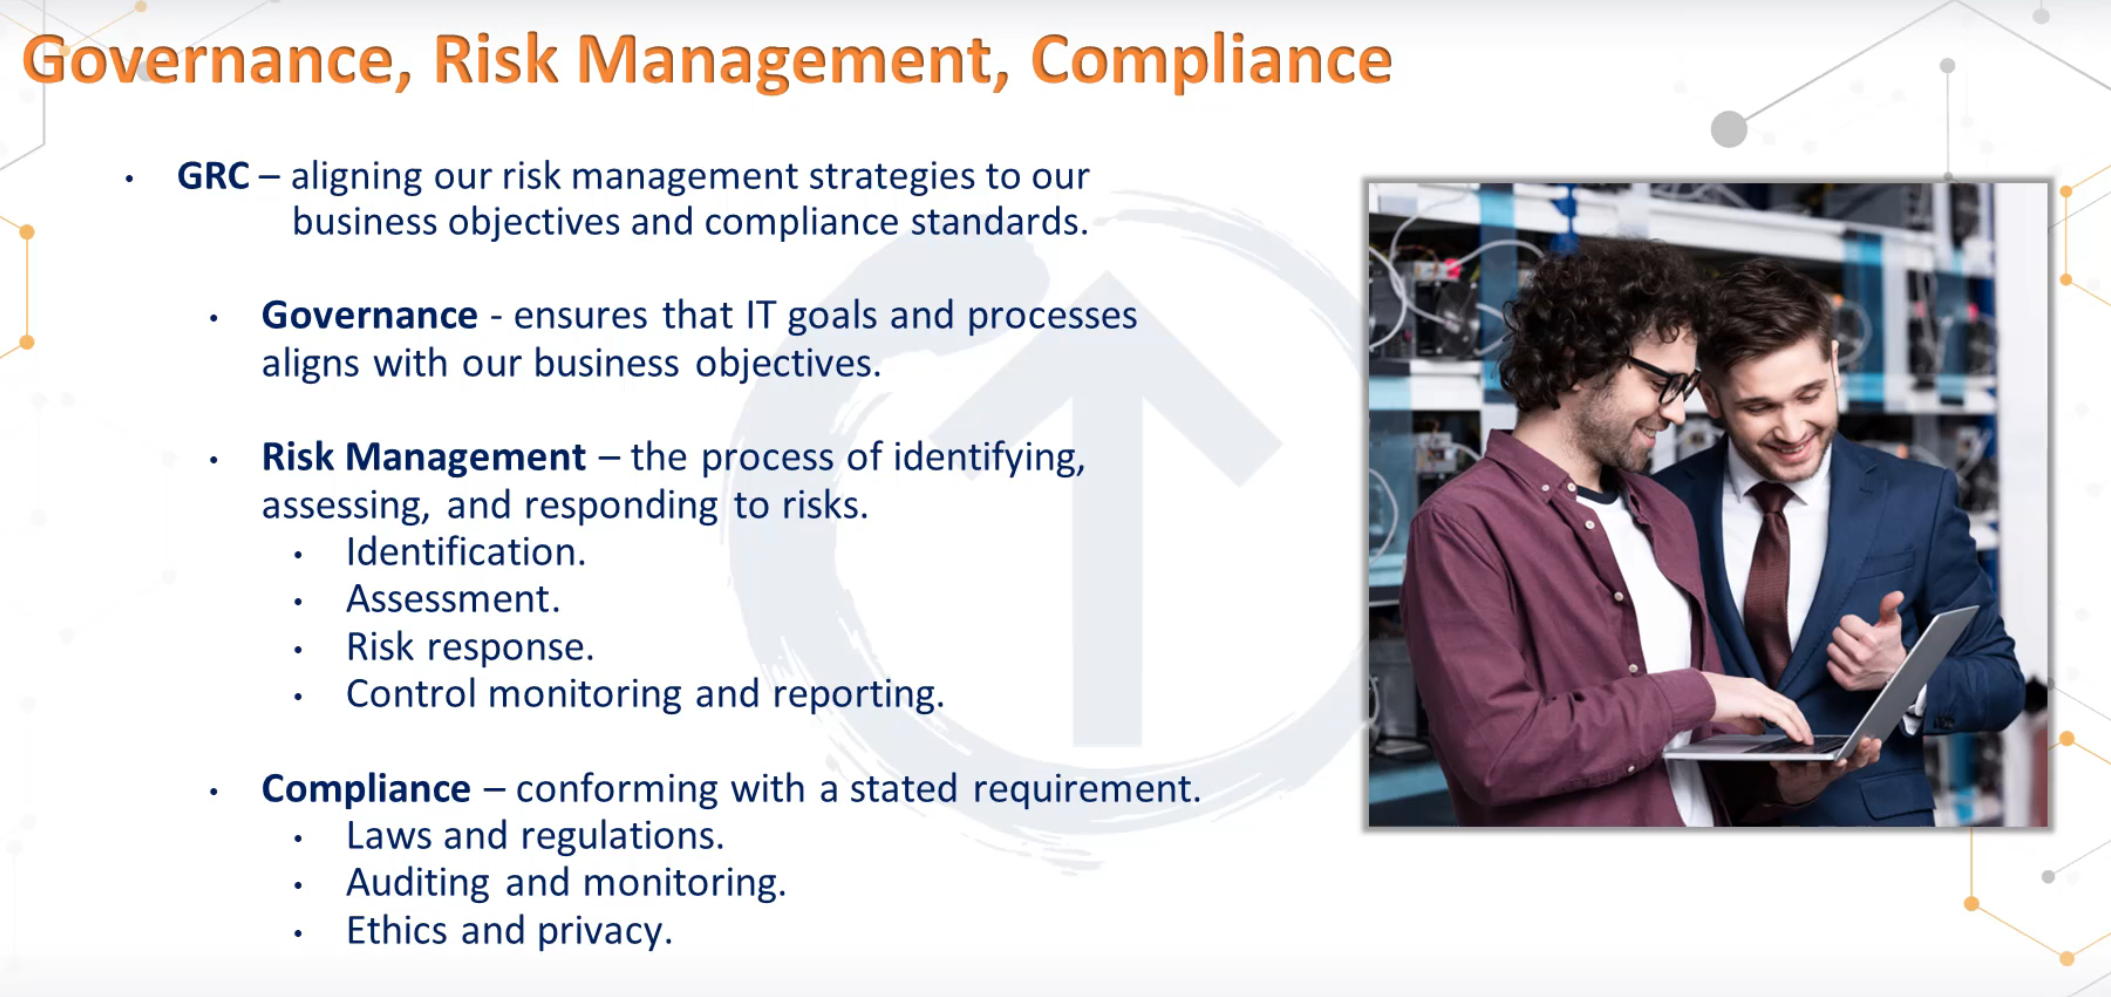 Governance, Risk Management, Compliance
• GRC – aligning our risk management strategies to our
business objectives and compliance standards.
• Governance - ensures that IT goals and processes
aligns with our business objectives.
• Risk Management – the process of identifying,
assessing, and responding to risks.
• Identification.
• Assessment.
• Risk response.
• Control monitoring and reporting.
• Compliance – conforming with a stated requirement.
• Laws and regulations.
• Auditing and monitoring.
• Ethics and privacy.